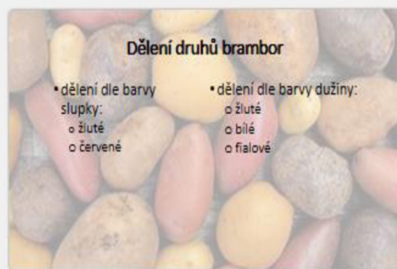 Dělení druhů brambor
• dělení dle barvy
slupky:
o žluté
o červené
• dělení dle barvy dužiny:
o žluté
o bílé
o fialové